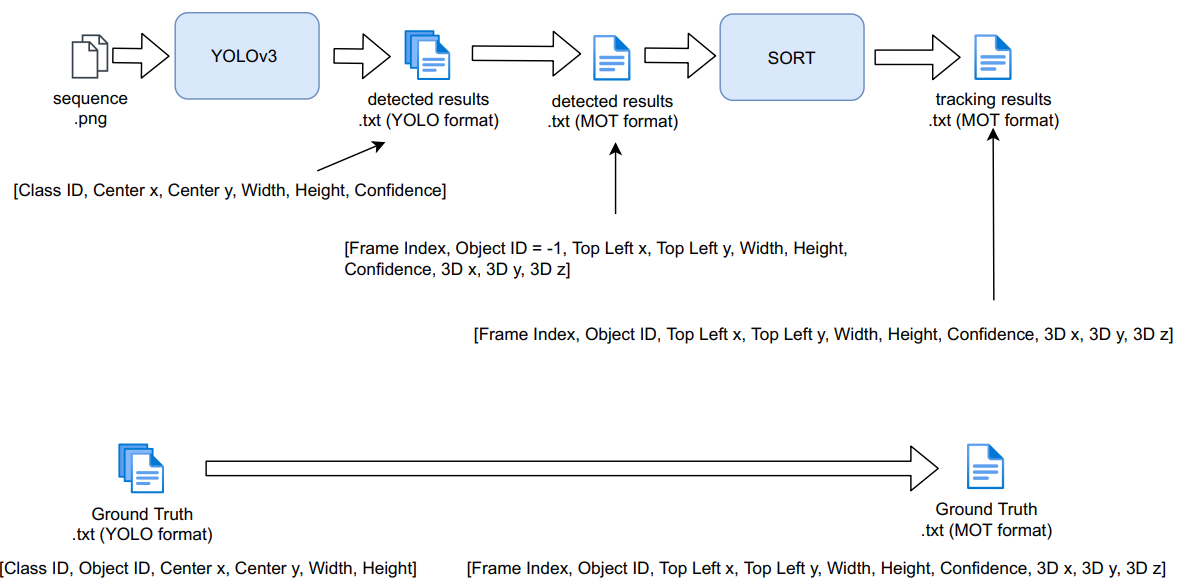 YOLOv3
SORT
sequence
.png
detected results
.txt (YOLO format)
detected results
.txt (MOT format)
tracking results
.txt (MOT format)
[Class ID, Center x, Center y, Width, Height, Confidence]
[Frame Index, Object ID = -1, Top Left x, Top Left y, Width, Height,
Confidence, 3D x, 3D y, 3D z]
[Frame Index, Object ID, Top Left x, Top Left y, Width, Height, Confidence, 3D x, 3D y, 3D z]
Ground Truth
.txt (YOLO format)
Ground Truth
.txt (MOT format)
[Class ID, Object ID, Center x, Center y, Width, Height]
[Frame Index, Object ID, Top Left x, Top Left y, Width, Height, Confidence, 3D x, 3D y, 3D z]